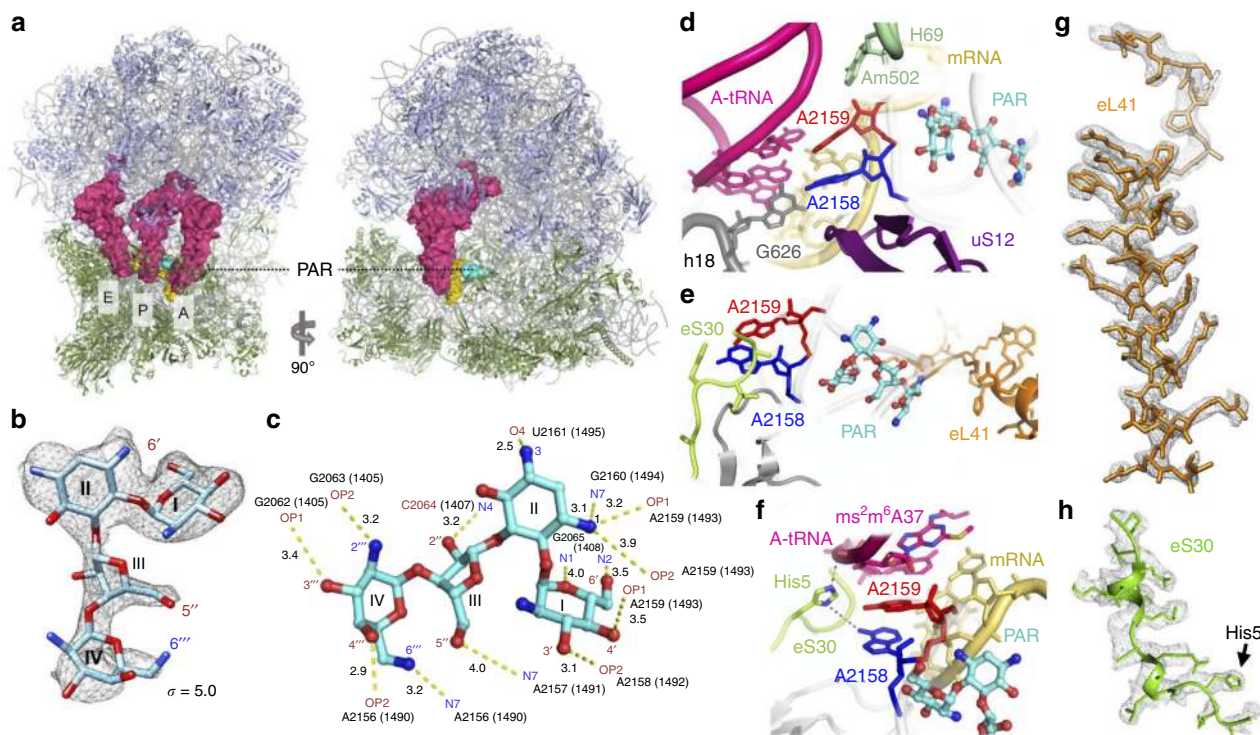 a
PAR
E
P
A
90°
b
6′
II
I
III
5′′
IV
6′′′
σ = 5.0
c
O4
U2161 (1495)
2.5
3
G2063 (1405)
G2160 (1494)
G2062 (1405)
OP2
C2064 (1407)
II
N7
3.1
3.2
OP1
OP1
N4
1
A2159 (1493)
3.2
3.2
G2065
(1408)
3.9
2′′′
2′′
N1
N2
OP2
3.4
4.0
3.5
A2159 (1493)
6′
3′′′
OP1
IV
III
I
A2159 (1493)
3.5
4′′′
5′′
6′′′
3′
4′
2.9
4.0
3.1
OP2
3.2
N7
A2158 (1492)
OP2
N7
A2157 (1491)
A2156 (1490)
A2156 (1490)
d
H69
mRNA
Am502
A-tRNA
PAR
A2159
A2158
uS12
G626
h18
e
A2159
eS30
A2158
PAR
eL41
f
ms²m⁶A37
A-tRNA
mRNA
His5
A2159
PAR
eS30
A2158
g
eL41
h
eS30
His5